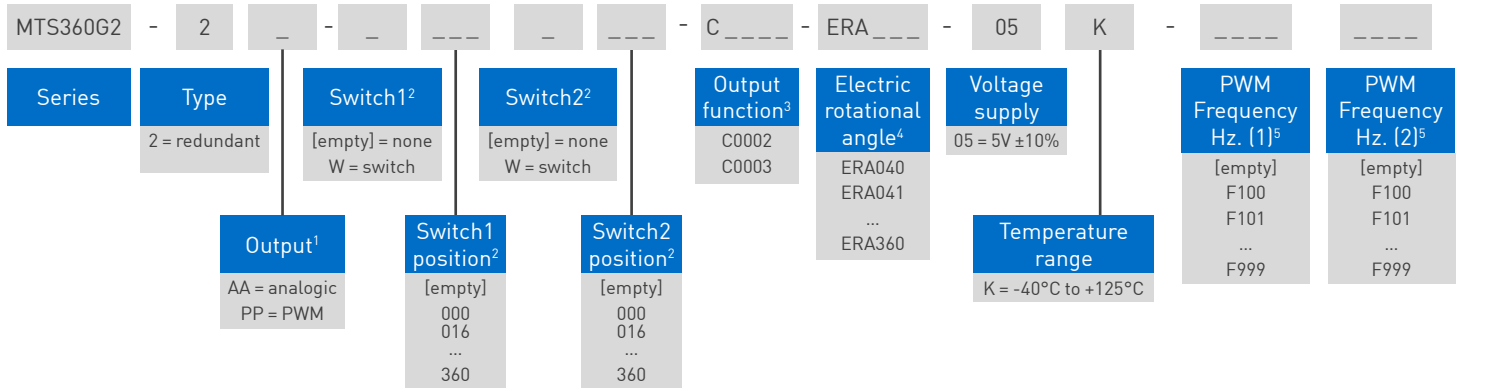 MTS360G2 - 2 _ - _ _ _ _ _ _ _ _ - C _ _ _ _ - ERA _ _ _ - 05 K - _ _ _ _ _ _ _ _
Series
Type
2 = redundant
Switch1²
[empty] = none
W = switch
Switch2²
[empty] = none
W = switch
Output
function³
C0002
C0003
Electric
rotational
angle⁴
ERA040
ERA041
...
ERA360
Voltage
supply
05 = 5V ±10%
PWM
Frequency
Hz. (1)⁵
[empty]
F100
F101
...
F999
PWM
Frequency
Hz. (2)⁵
[empty]
F100
F101
...
F999
Output¹
AA = analogic
PP = PWM
Switch1
position²
[empty]
000
016
...
360
Switch2
position²
[empty]
000
016
...
360
Temperature
range
K = -40°C to +125°C